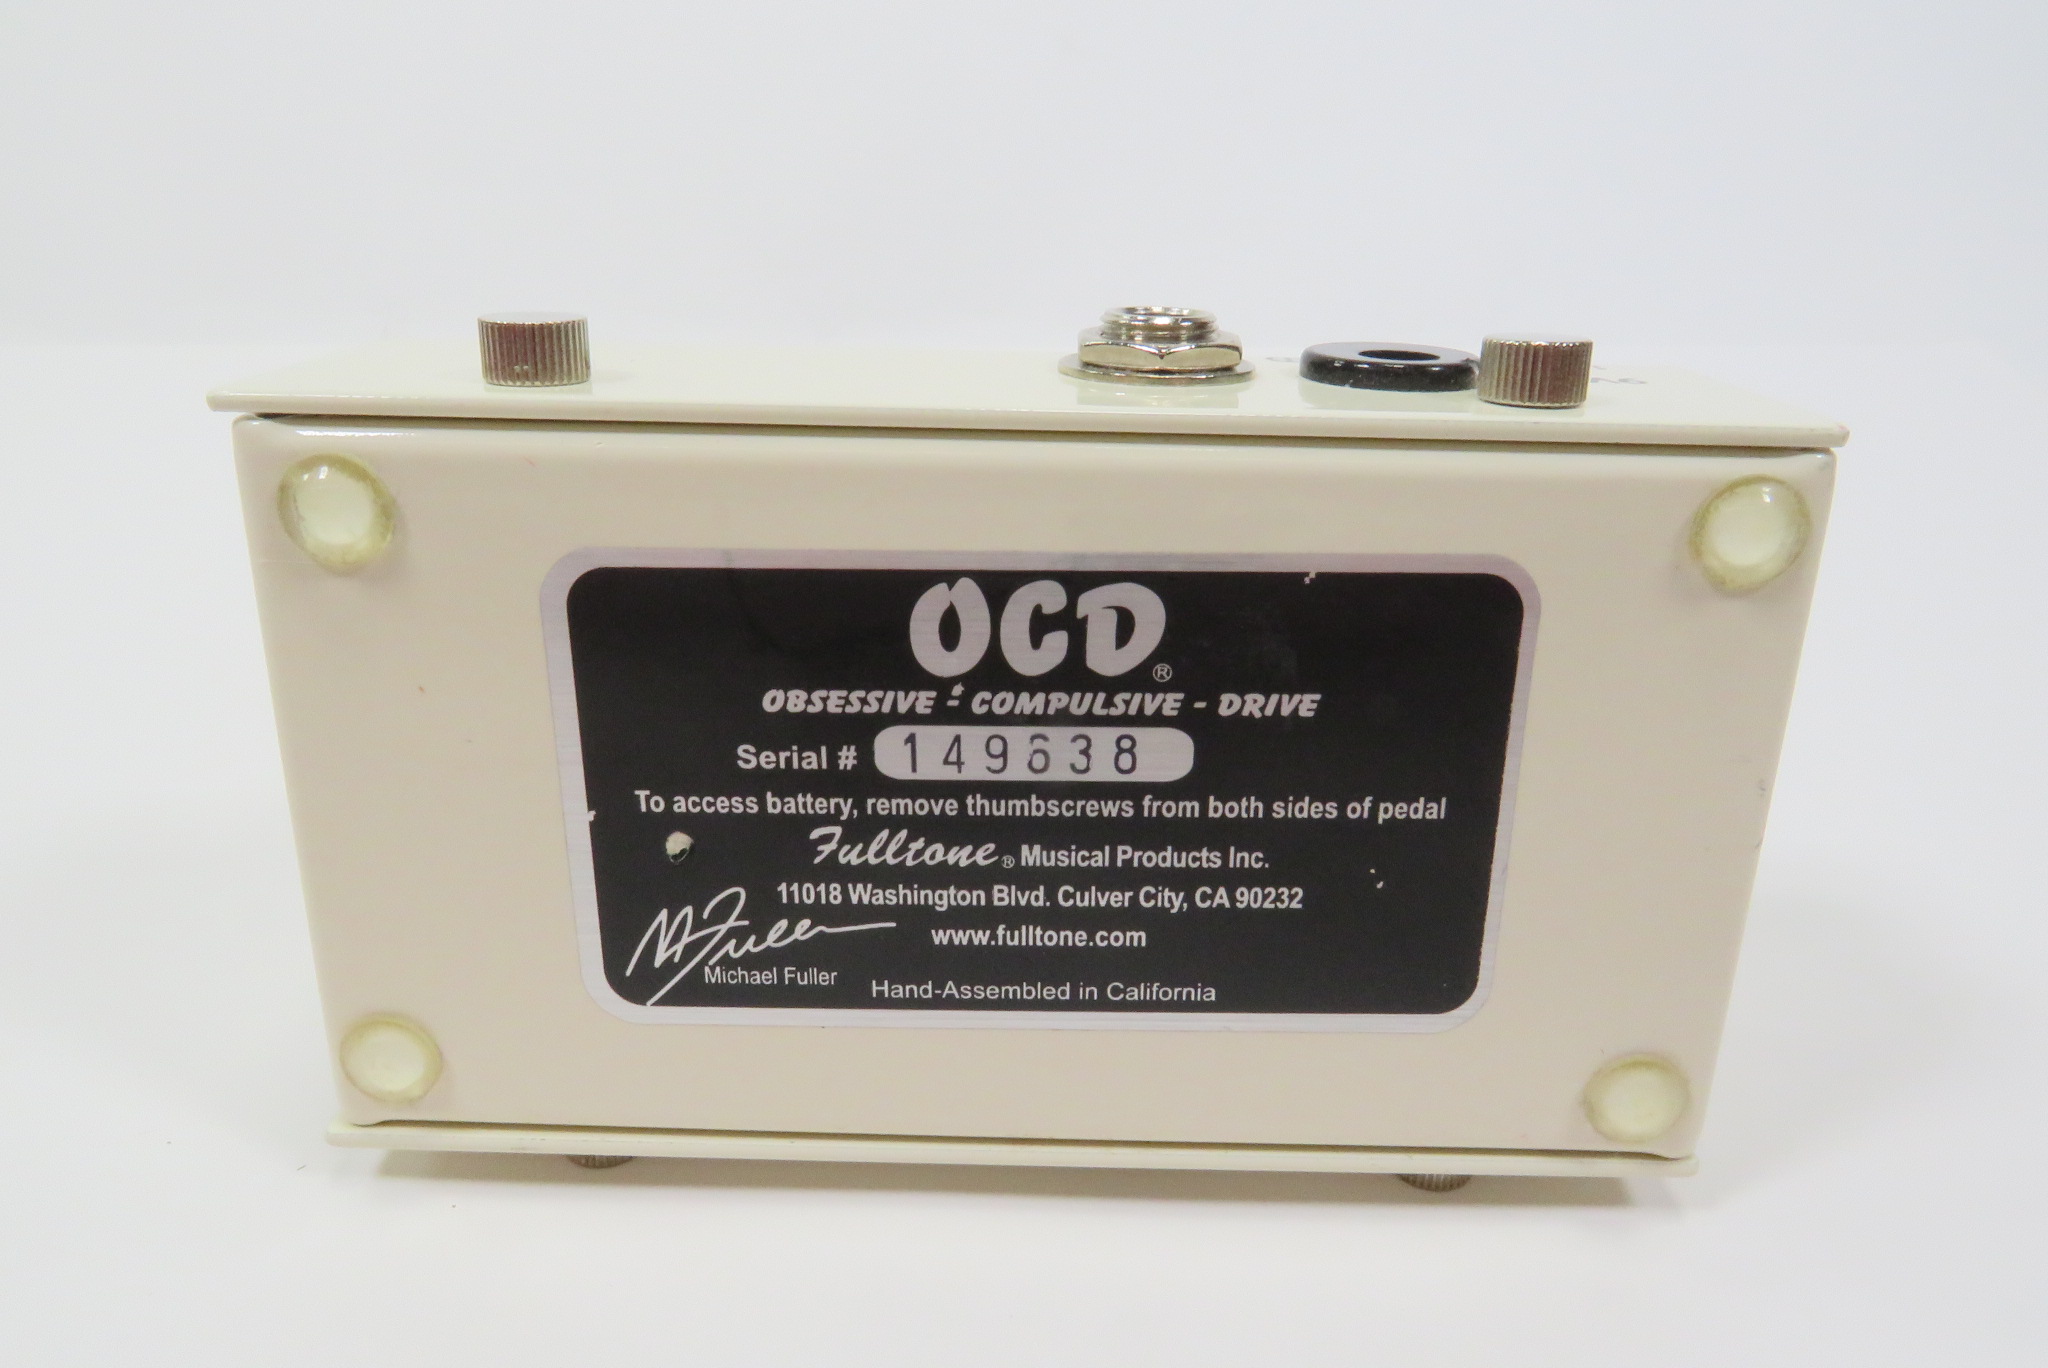 OCD®
OBSESSIVE - COMPULSIVE - DRIVE
Serial # 149638
To access battery, remove thumbscrews from both sides of pedal
Fulltone® Musical Products Inc.
11018 Washington Blvd. Culver City, CA 90232
M Fuller
www.fulltone.com
Michael Fuller
Hand-Assembled in California